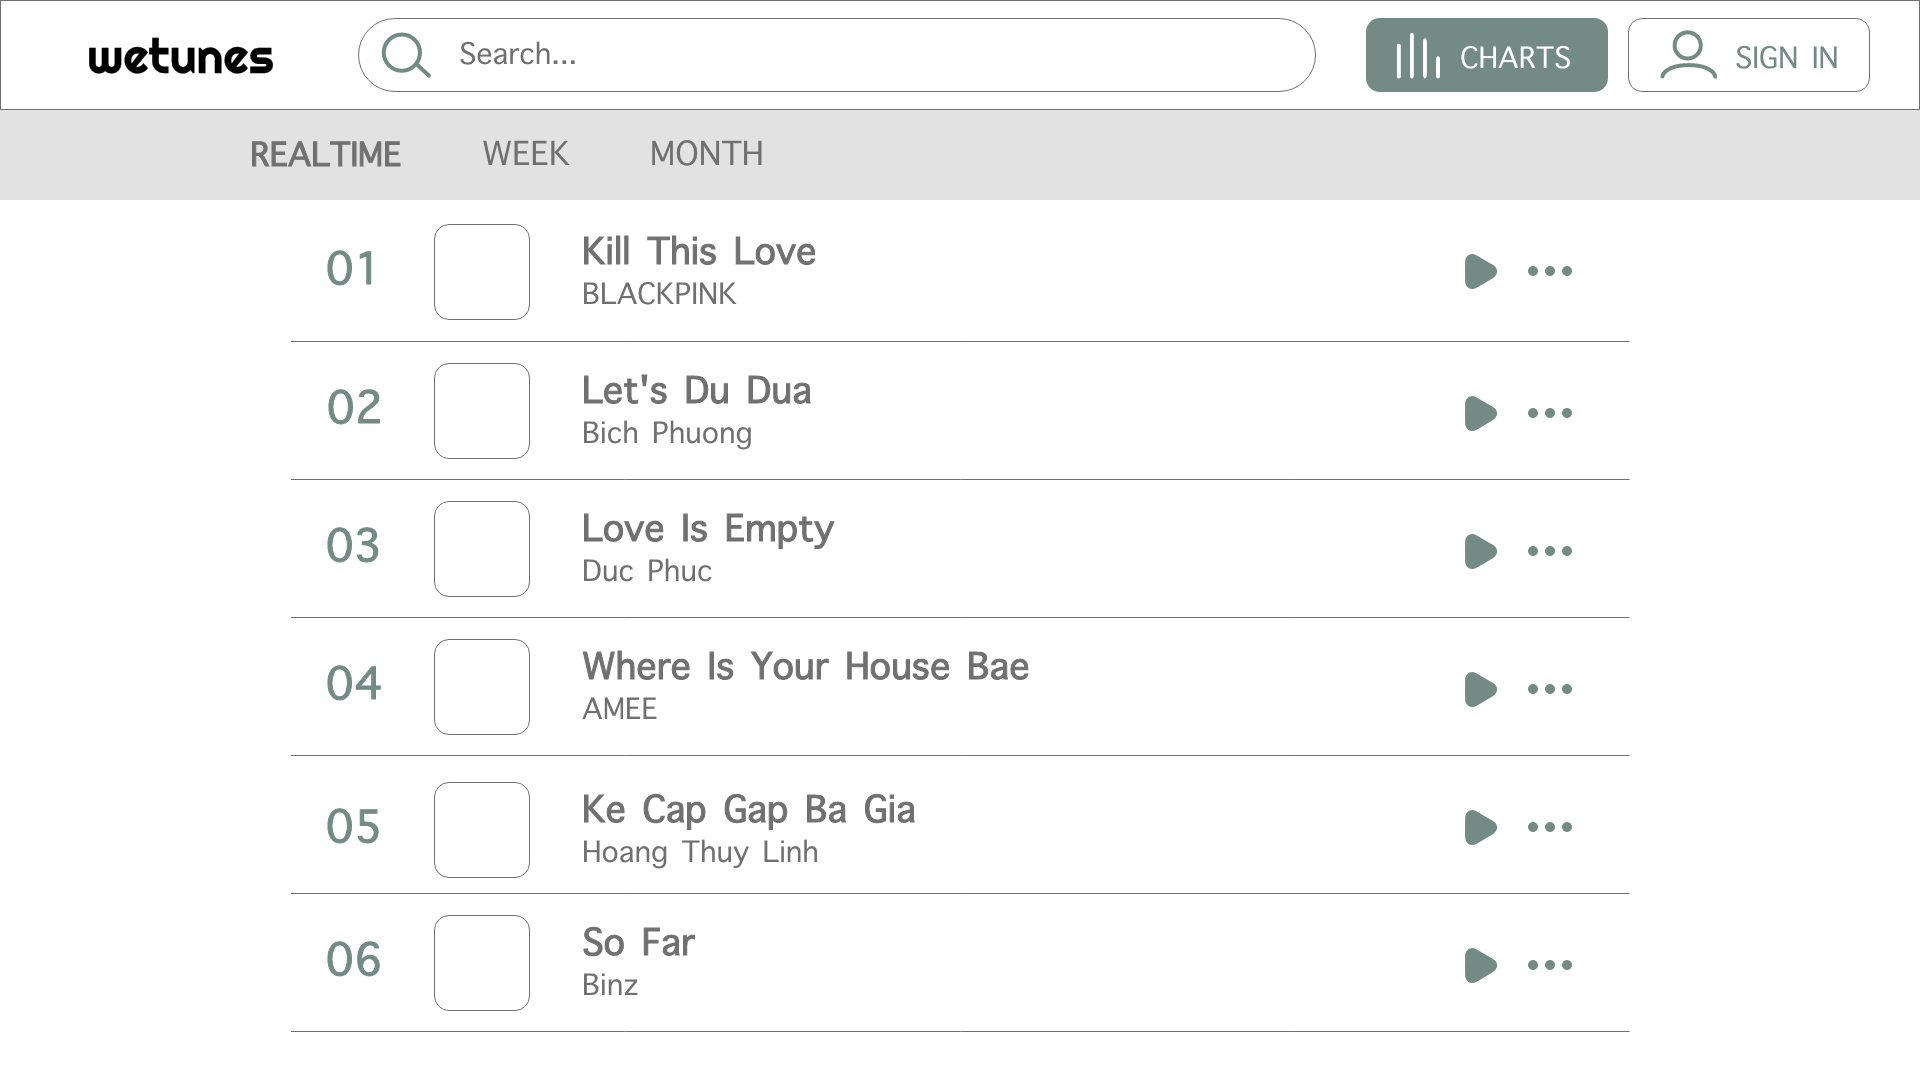 wetunes
Search...
CHARTS
SIGN IN
REALTIME
WEEK
MONTH
01
Kill This Love
BLACKPINK
02
Let's Du Dua
Bich Phuong
03
Love Is Empty
Duc Phuc
04
Where Is Your House Bae
AMEE
05
Ke Cap Gap Ba Gia
Hoang Thuy Linh
06
So Far
Binz